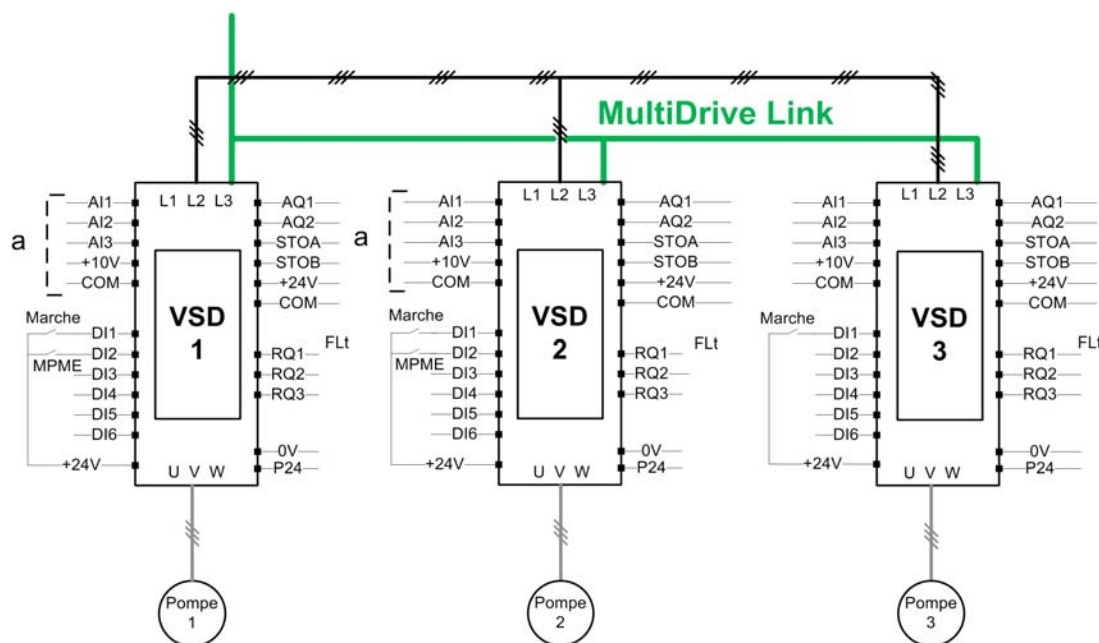 MultiDrive Link
L1 L2 L3
AI1
AI2
AI3
+10V
COM
a
AQ1
AQ2
STOA
STOB
+24V
COM
VSD
1
Marche
DI1
DI2
MPME
DI3
DI4
DI5
DI6
+24V
FLt
RQ1
RQ2
RQ3
0V
P24
U V W
Pompe
1
L1 L2 L3
AI1
AI2
AI3
+10V
COM
a
AQ1
AQ2
STOA
STOB
+24V
COM
VSD
2
Marche
DI1
DI2
MPME
DI3
DI4
DI5
DI6
+24V
FLt
RQ1
RQ2
RQ3
0V
P24
U V W
Pompe
2
L1 L2 L3
AI1
AI2
AI3
+10V
COM
AQ1
AQ2
STOA
STOB
+24V
COM
VSD
3
Marche
DI1
DI2
DI3
DI4
DI5
DI6
+24V
FLt
RQ1
RQ2
RQ3
0V
P24
U V W
Pompe
3